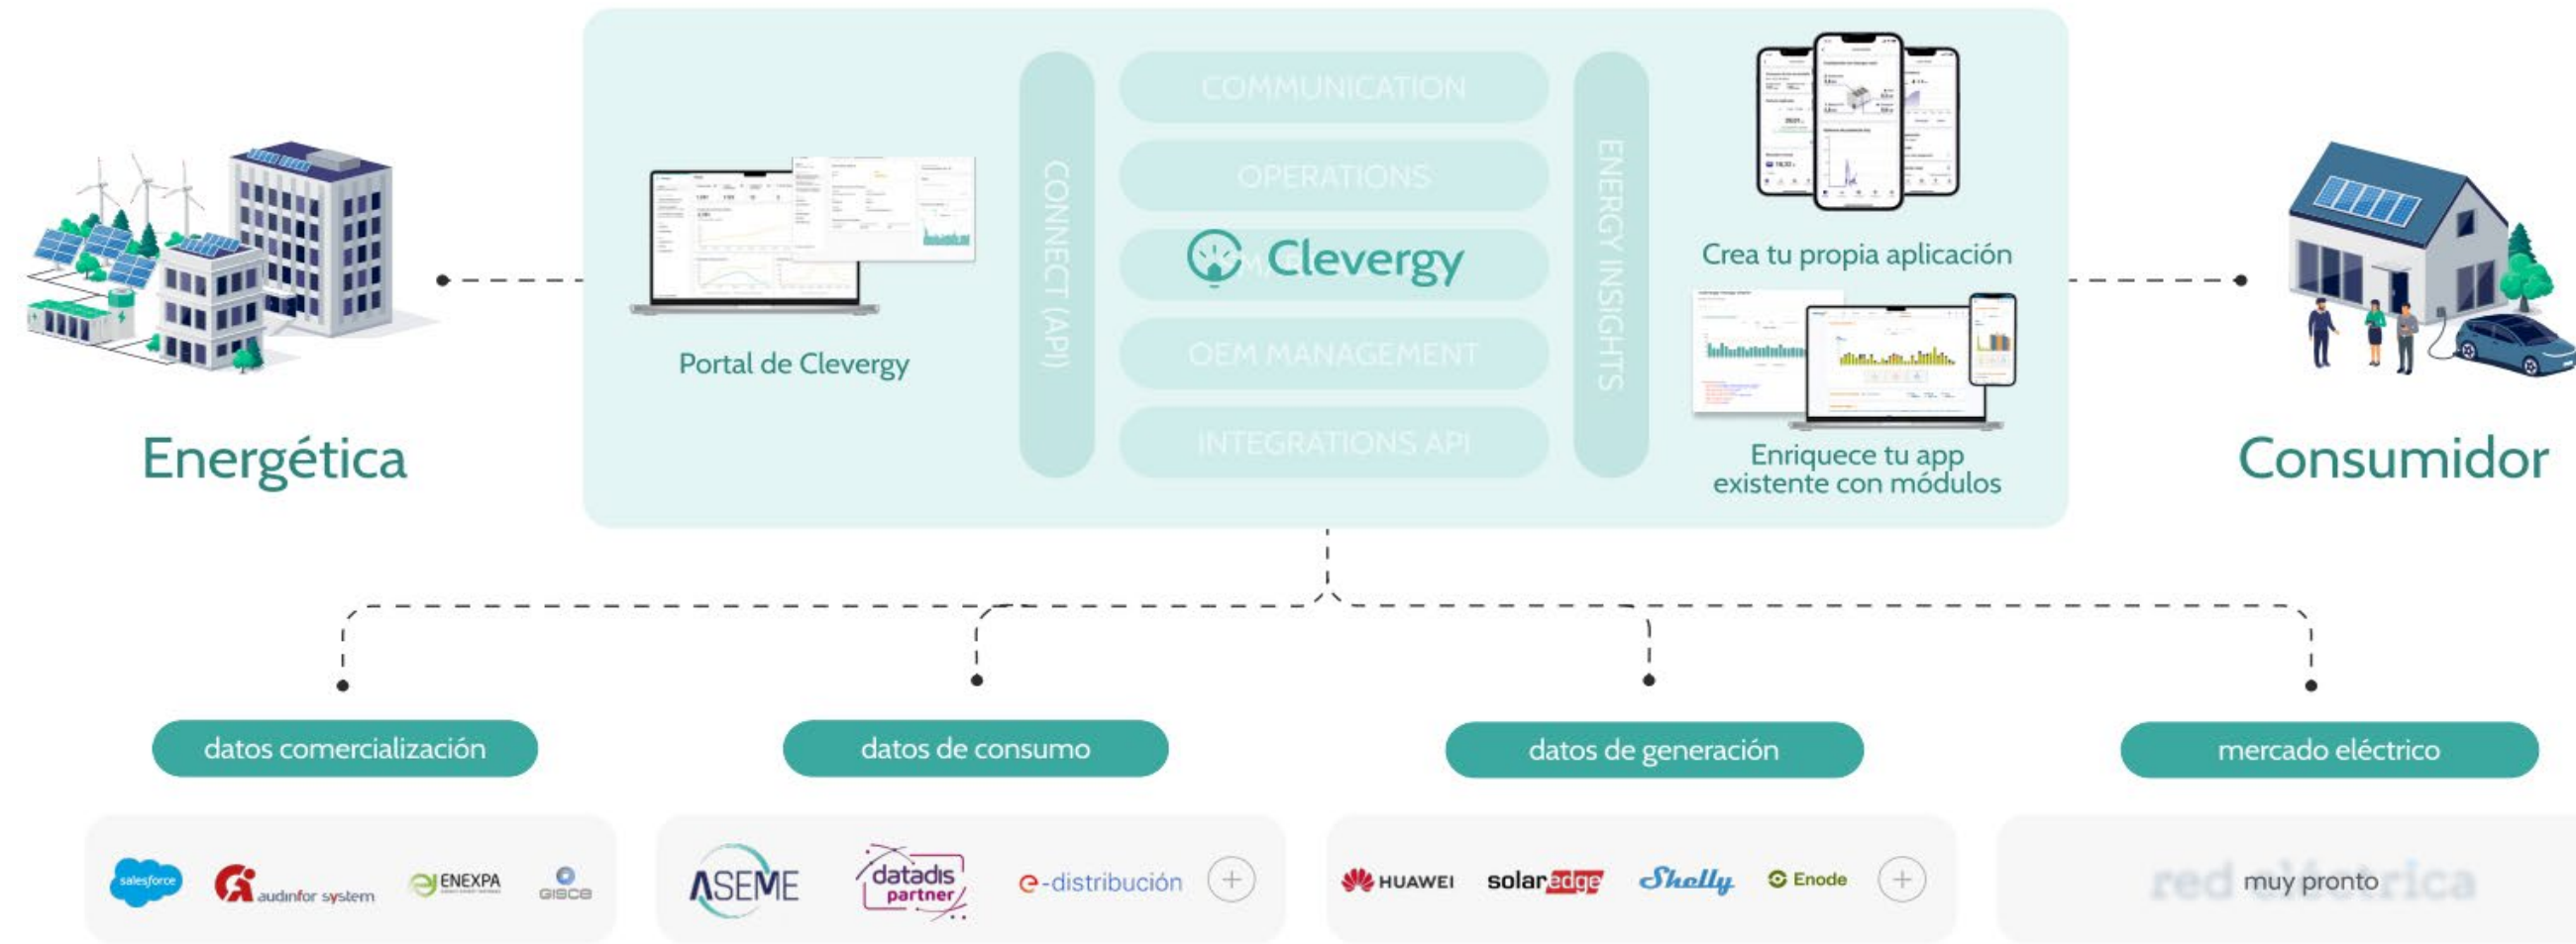 COMMUNICATION
OPERATIONS
CONNECT (API)
Clevergy
OEM MANAGEMENT
INTEGRATIONS API
ENERGY INSIGHTS
Portal de Clevergy
Crea tu propia aplicación
Enriquece tu app
existente con módulos
Energética
Consumidor
datos comercialización
datos de consumo
datos de generación
mercado eléctrico
salesforce
audinfor system
ENEXPA
GISCE
ASEME
datadis
partner
e-distribución
HUAWEI
solaredge
Shelly
Enode
red eléctrica
muy pronto